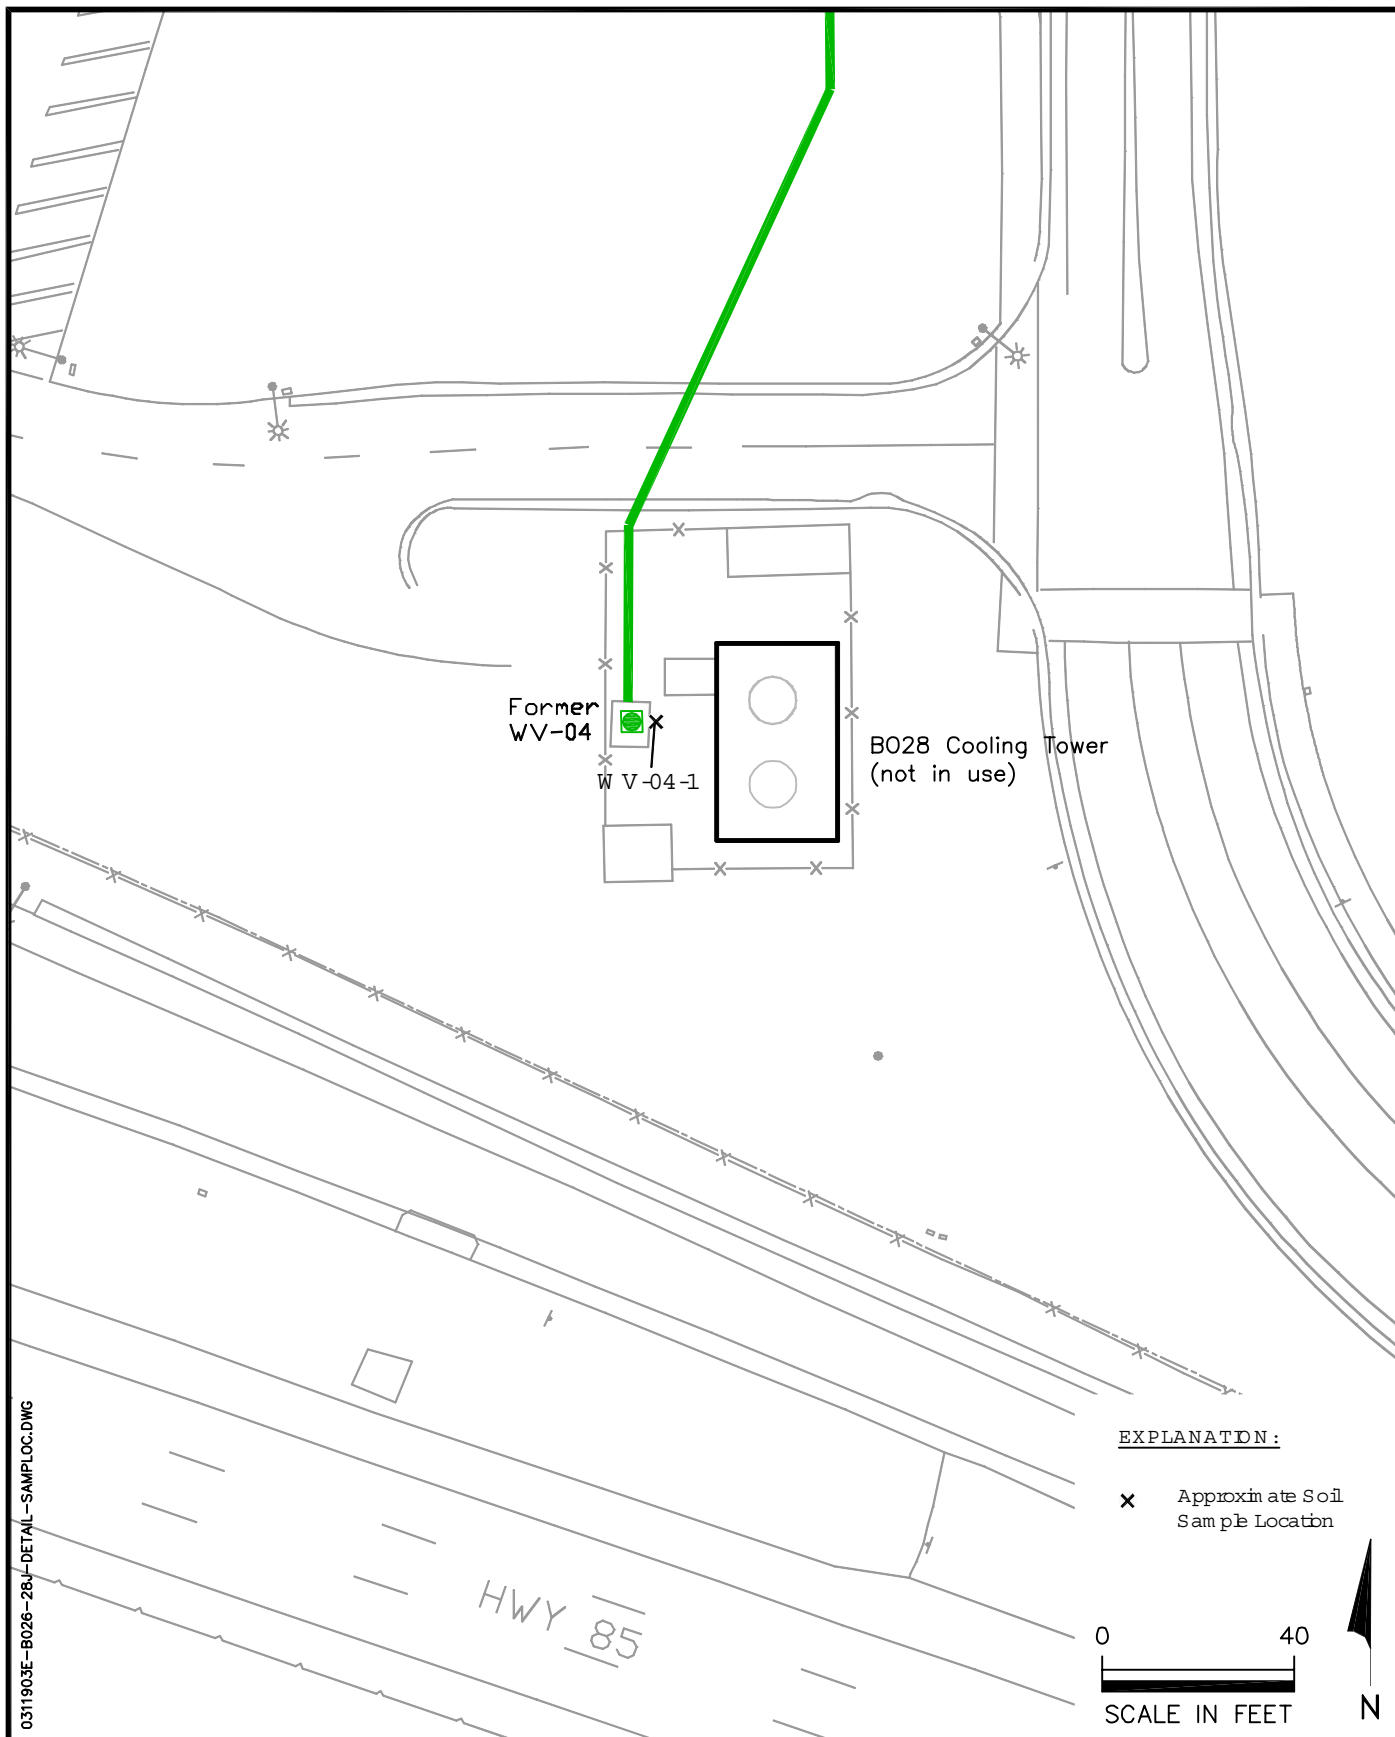 Former
WV-04
WV-04-1
B028 Cooling Tower
(not in use)
EXPLANATION:
x Approximate Soil
Sample Location
HWY 85
0 40
SCALE IN FEET
N
0311903E-B026-28J-DETAIL-SAMPLOC.DWG